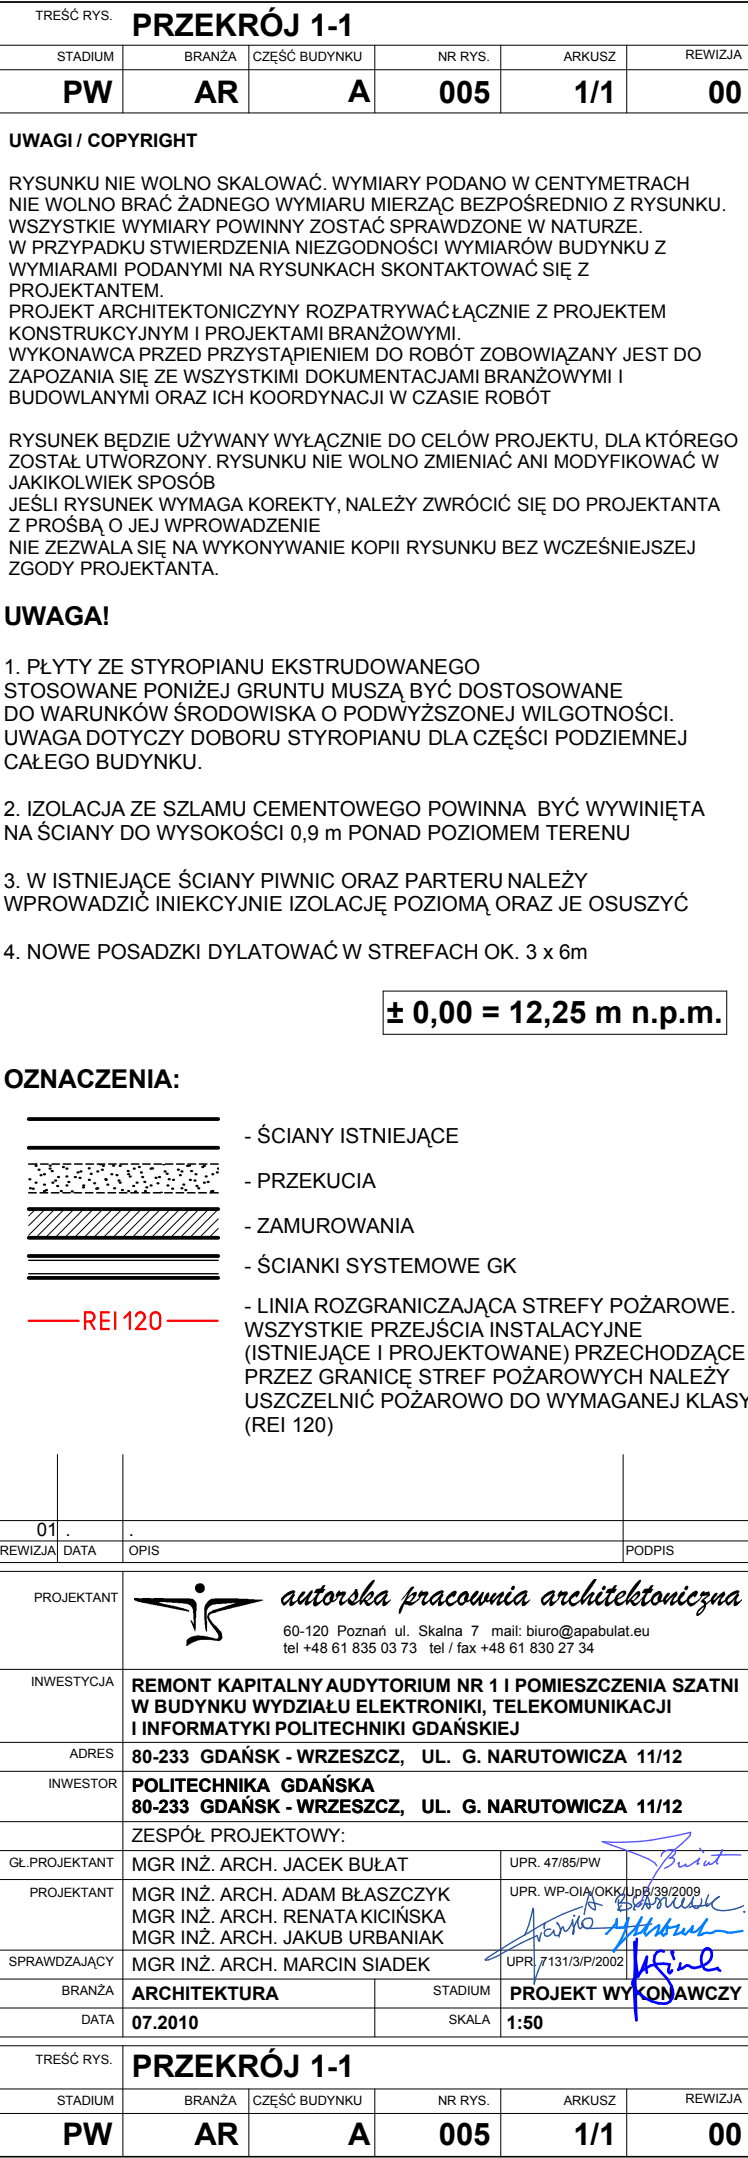 TREŚĆ RYS. PRZEKRÓJ 1-1
STADIUM BRANŻA CZĘŚĆ BUDYNKU NR RYS. ARKUSZ REWIZJA
PW AR A 005 1/1 00
UWAGI / COPYRIGHT
RYSUNKU NIE WOLNO SKALOWAĆ. WYMIARY PODANO W CENTYMETRACH
NIE WOLNO BRAĆ ŻADNEGO WYMIARU MIERZĄC BEZPOŚREDNIO Z RYSUNKU.
WSZYSTKIE WYMIARY POWINNY ZOSTAĆ SPRAWDZONE W NATURZE.
W PRZYPADKU STWIERDZENIA NIEZGODNOŚCI WYMIARÓW BUDYNKU Z
WYMIARAMI PODANYMI NA RYSUNKACH SKONTAKTOWAĆ SIĘ Z
PROJEKTANTEM.
PROJEKT ARCHITEKTONICZYNY ROZPATRYWAĆ ŁĄCZNIE Z PROJEKTEM
KONSTRUKCYJNYM I PROJEKTAMI BRANŻOWYMI.
WYKONAWCA PRZED PRZYSTĄPIENIEM DO ROBÓT ZOBOWIĄZANY JEST DO
ZAPOZANIA SIĘ ZE WSZYSTKIMI DOKUMENTACJAMI BRANŻOWYMI I
BUDOWLANYMI ORAZ ICH KOORDYNACJI W CZASIE ROBÓT
RYSUNEK BĘDZIE UŻYWANY WYŁĄCZNIE DO CELÓW PROJEKTU, DLA KTÓREGO
ZOSTAŁ UTWORZONY. RYSUNKU NIE WOLNO ZMIENIAĆ ANI MODYFIKOWAĆ W
JAKIKOLWIEK SPOSÓB
JEŚLI RYSUNEK WYMAGA KOREKTY, NALEŻY ZWRÓCIĆ SIĘ DO PROJEKTANTA
Z PROŚBĄ O JEJ WPROWADZENIE
NIE ZEZWALA SIĘ NA WYKONYWANIE KOPII RYSUNKU BEZ WCZEŚNIEJSZEJ
ZGODY PROJEKTANTA.
UWAGA!
1. PŁYTY ZE STYROPIANU EKSTRUDOWANEGO
STOSOWANE PONIŻEJ GRUNTU MUSZĄ BYĆ DOSTOSOWANE
DO WARUNKÓW ŚRODOWISKA O PODWYŻSZONEJ WILGOTNOŚCI.
UWAGA DOTYCZY DOBORU STYROPIANU DLA CZĘŚCI PODZIEMNEJ
CAŁEGO BUDYNKU.
2. IZOLACJA ZE SZLAMU CEMENTOWEGO POWINNA BYĆ WYWINIĘTA
NA ŚCIANY DO WYSOKOŚCI 0,9 m PONAD POZIOMEM TERENU
3. W ISTNIEJĄCE ŚCIANY PIWNIC ORAZ PARTERU NALEŻY
WPROWADZIĆ INIEKCYJNIE IZOLACJĘ POZIOMĄ ORAZ JE OSUSZYĆ
4. NOWE POSADZKI DYLATOWAĆ W STREFACH OK. 3 x 6m
± 0,00 = 12,25 m n.p.m.
OZNACZENIA:
- ŚCIANY ISTNIEJĄCE
- PRZEKUCIA
- ZAMUROWANIA
- ŚCIANKI SYSTEMOWE GK
REI 120 - LINIA ROZGRANICZAJĄCA STREFY POŻAROWE.
WSZYSTKIE PRZEJŚCIA INSTALACYJNE
(ISTNIEJĄCE I PROJEKTOWANE) PRZECHODZĄCE
PRZEZ GRANICĘ STREF POŻAROWYCH NALEŻY
USZCZELNIĆ POŻAROWO DO WYMAGANEJ KLASY
(REI 120)
01 . .
REWIZJA DATA OPIS PODPIS
PROJEKTANT autorska pracownia architektoniczna
60-120 Poznań ul. Skalna 7 mail: biuro@apabulat.eu
tel +48 61 835 03 73 tel / fax +48 61 830 27 34
INWESTYCJA REMONT KAPITALNY AUDYTORIUM NR 1 I POMIESZCZENIA SZATNI
W BUDYNKU WYDZIAŁU ELEKTRONIKI, TELEKOMUNIKACJI
I INFORMATYKI POLITECHNIKI GDAŃSKIEJ
ADRES 80-233 GDAŃSK - WRZESZCZ, UL. G. NARUTOWICZA 11/12
INWESTOR POLITECHNIKA GDAŃSKA
80-233 GDAŃSK - WRZESZCZ, UL. G. NARUTOWICZA 11/12
ZESPÓŁ PROJEKTOWY:
GŁ.PROJEKTANT MGR INŻ. ARCH. JACEK BUŁAT UPR. 47/85/PW
PROJEKTANT MGR INŻ. ARCH. ADAM BŁASZCZYK UPR. WP-OIA/OKK/UpB/39/2009
MGR INŻ. ARCH. RENATA KICIŃSKA
MGR INŻ. ARCH. JAKUB URBANIAK
SPRAWDZAJĄCY MGR INŻ. ARCH. MARCIN SIADEK UPR. 7131/3/P/2002
BRANŻA ARCHITEKTURA STADIUM PROJEKT WYKONAWCZY
DATA 07.2010 SKALA 1:50
TREŚĆ RYS. PRZEKRÓJ 1-1
STADIUM BRANŻA CZĘŚĆ BUDYNKU NR RYS. ARKUSZ REWIZJA
PW AR A 005 1/1 00